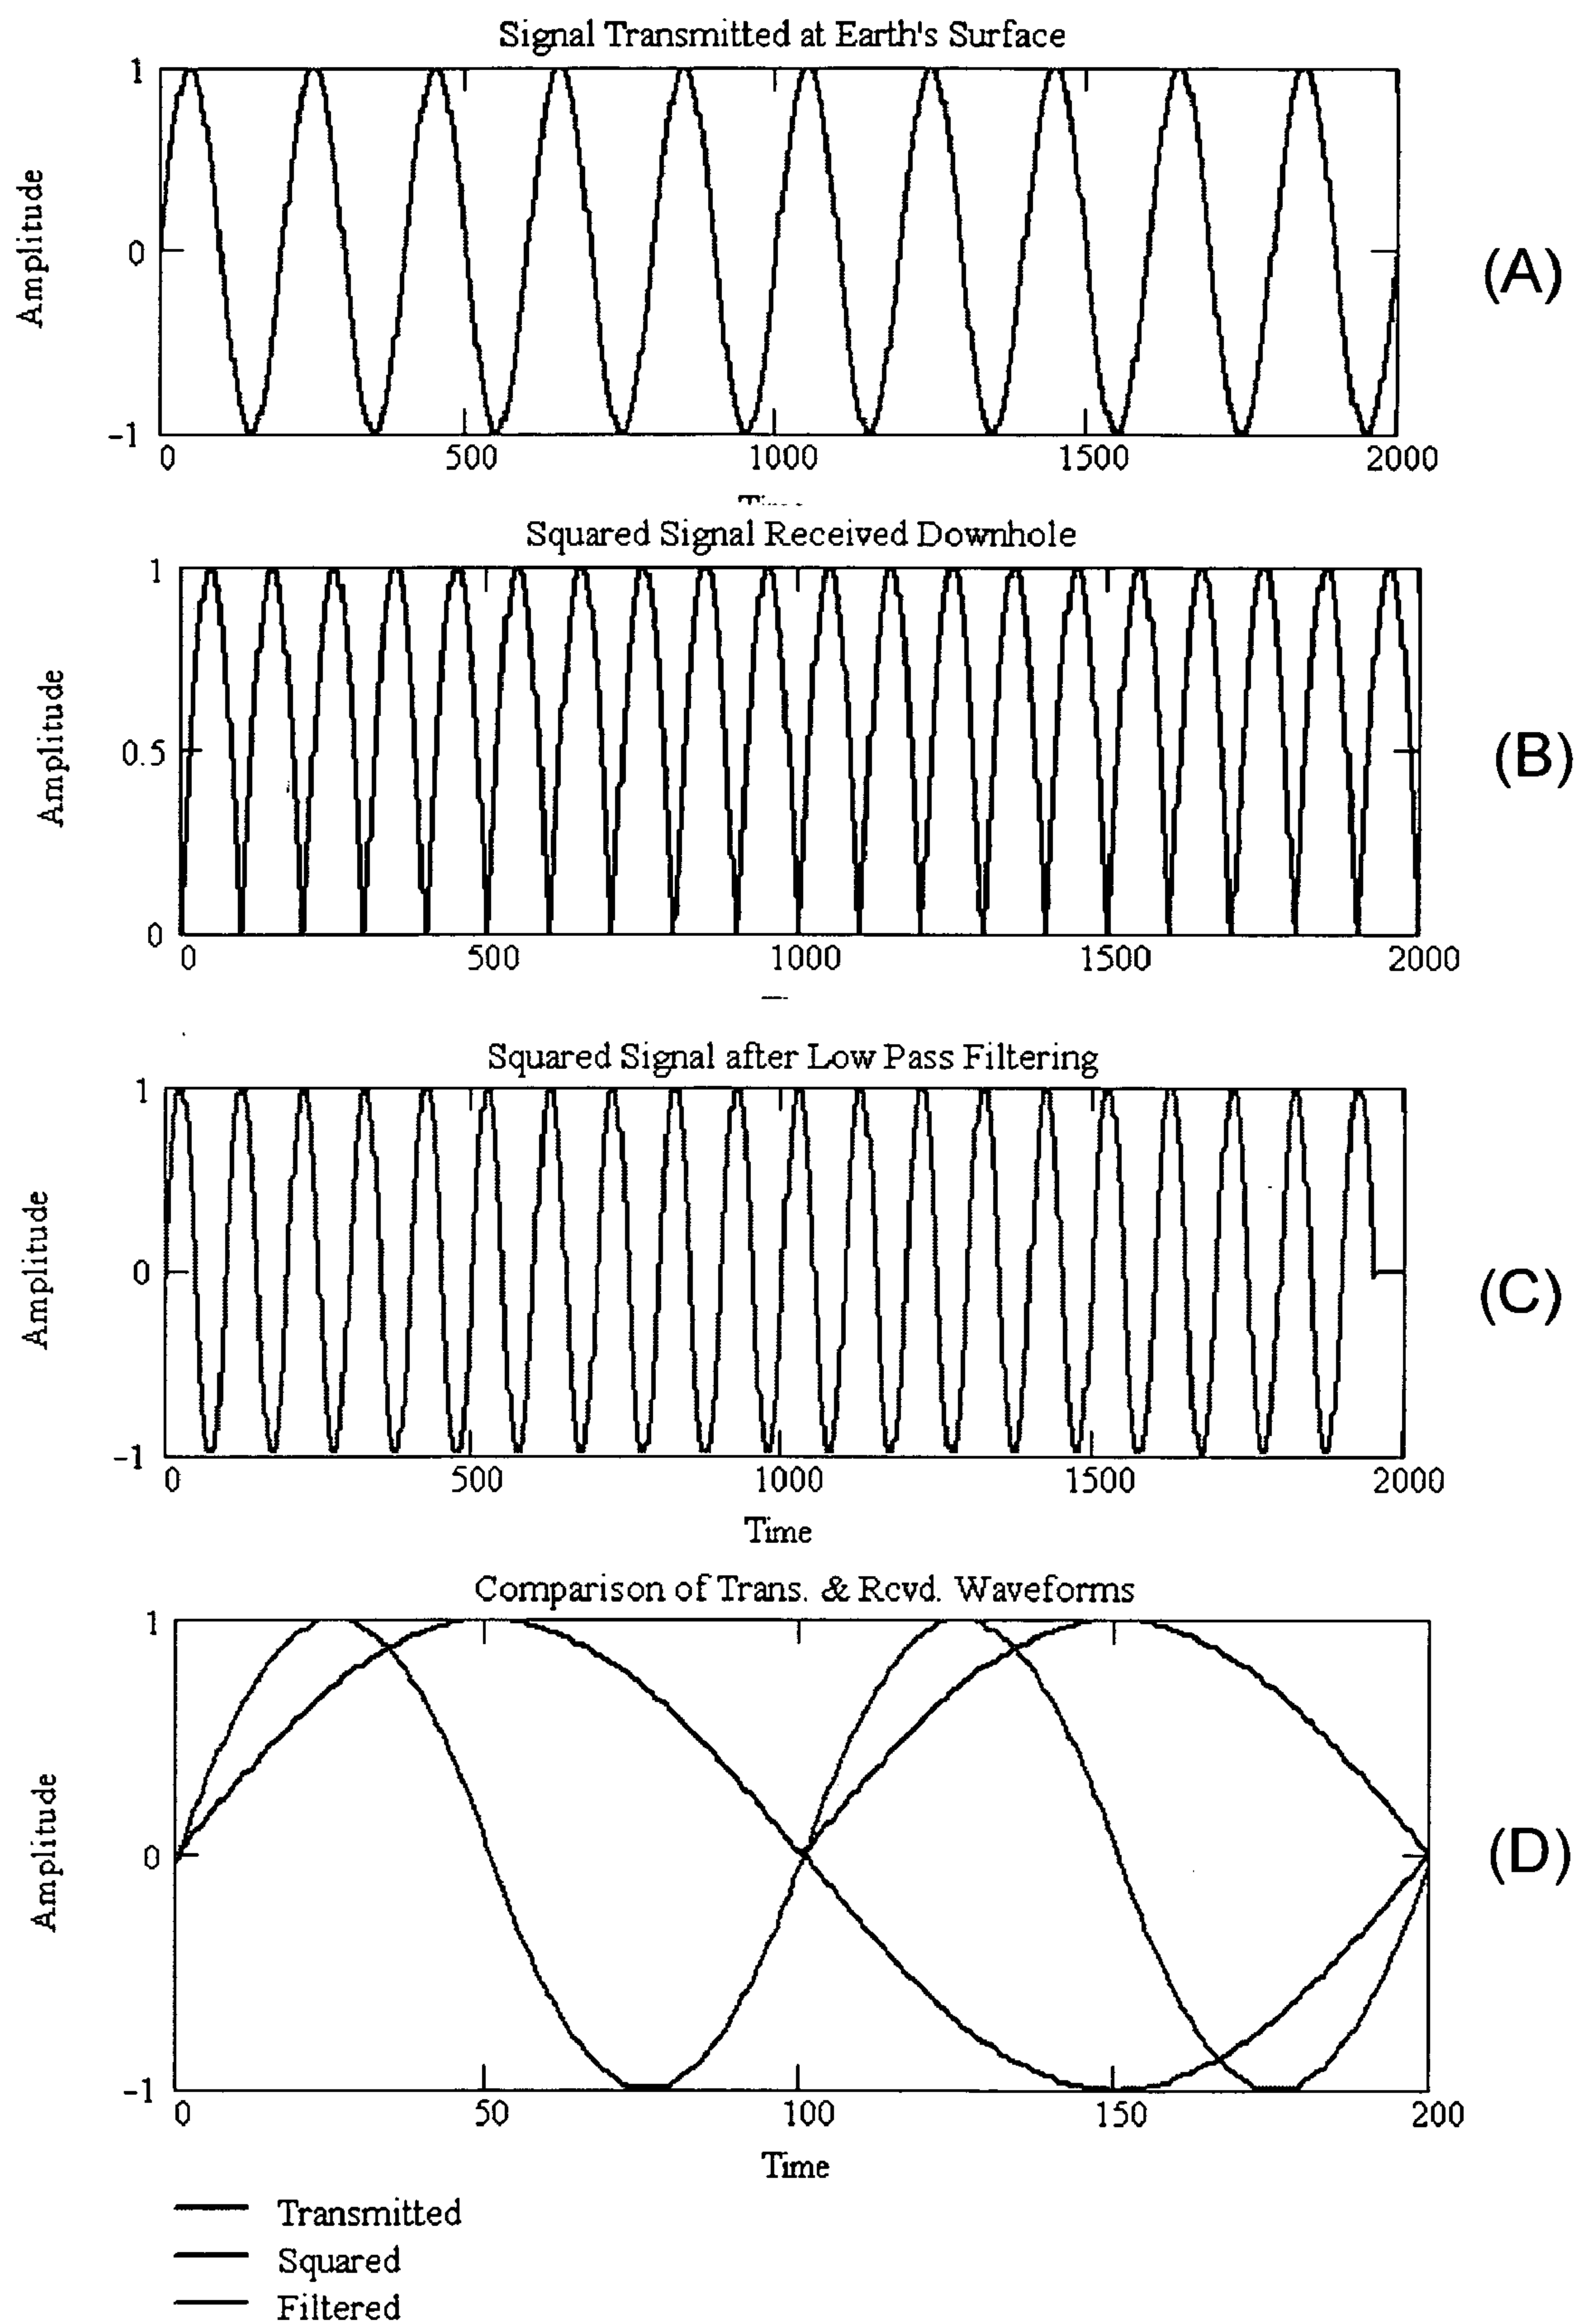 Signal Transmitted at Earth's Surface
1
0
-1
Amplitude
(A)
0 500 1000 1500 2000
Squared Signal Received Downhole
1
0.5
0
Amplitude
(B)
0 500 1000 1500 2000
Squared Signal after Low Pass Filtering
1
0
-1
Amplitude
(C)
0 500 1000 1500 2000
Time
Comparison of Trans. & Rcvd. Waveforms
1
0
-1
Amplitude
(D)
0 50 100 150 200
Time
Transmitted
Squared
Filtered